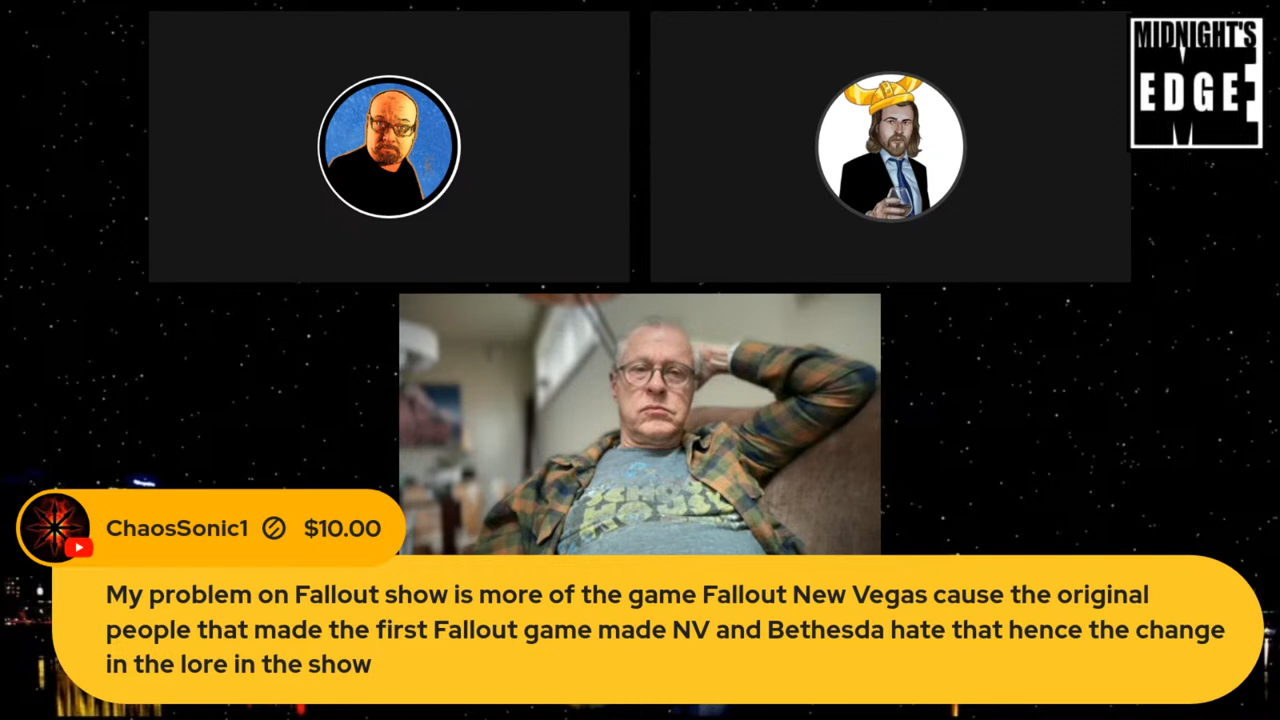 MIDNIGHT'S
EDGE
SCHOOL
HOUSE
ChaosSonic1 $10.00
My problem on Fallout show is more of the game Fallout New Vegas cause the original
people that made the first Fallout game made NV and Bethesda hate that hence the change
in the lore in the show